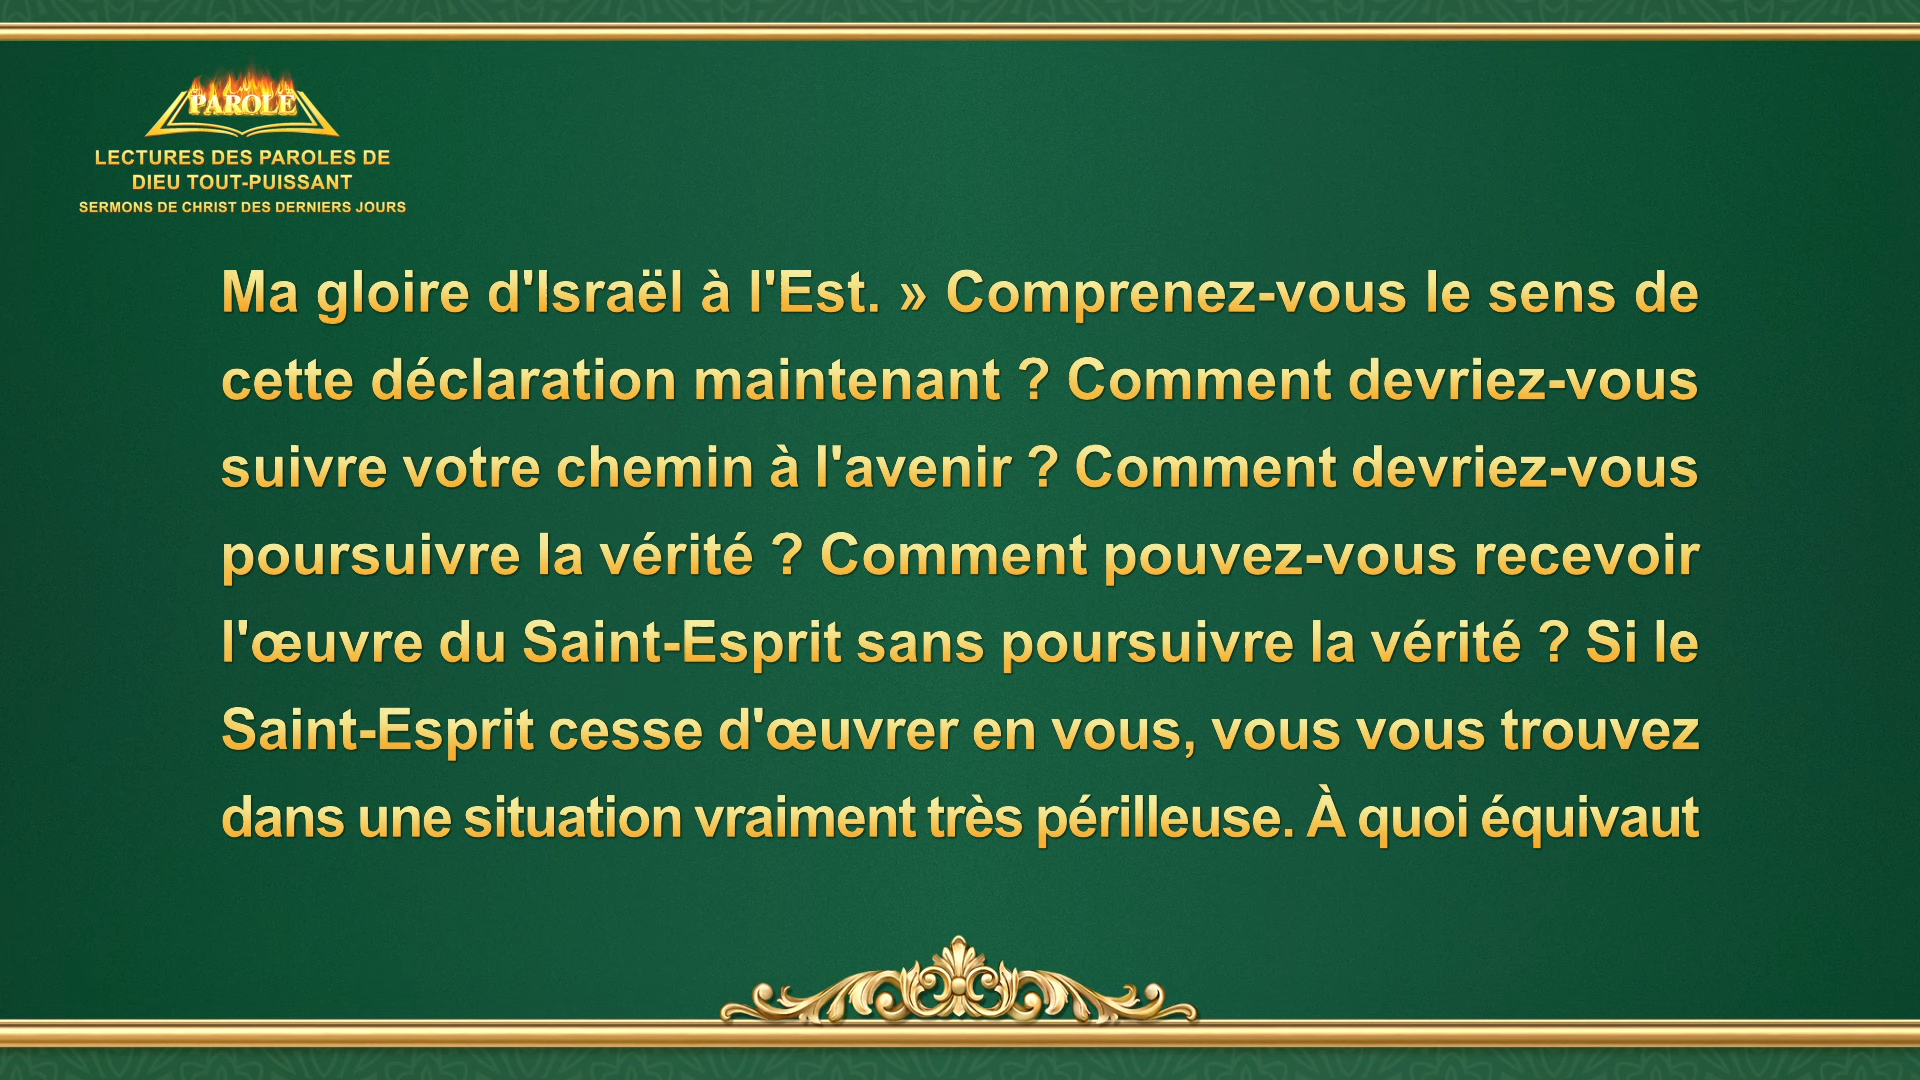 PAROLE
LECTURES DES PAROLES DE
DIEU TOUT-PUISSANT
SERMONS DE CHRIST DES DERNIERS JOURS
Ma gloire d'Israël à l'Est. » Comprenez-vous le sens de
cette déclaration maintenant ? Comment devriez-vous
suivre votre chemin à l'avenir ? Comment devriez-vous
poursuivre la vérité ? Comment pouvez-vous recevoir
l'œuvre du Saint-Esprit sans poursuivre la vérité ? Si le
Saint-Esprit cesse d'œuvrer en vous, vous vous trouvez
dans une situation vraiment très périlleuse. À quoi équivaut